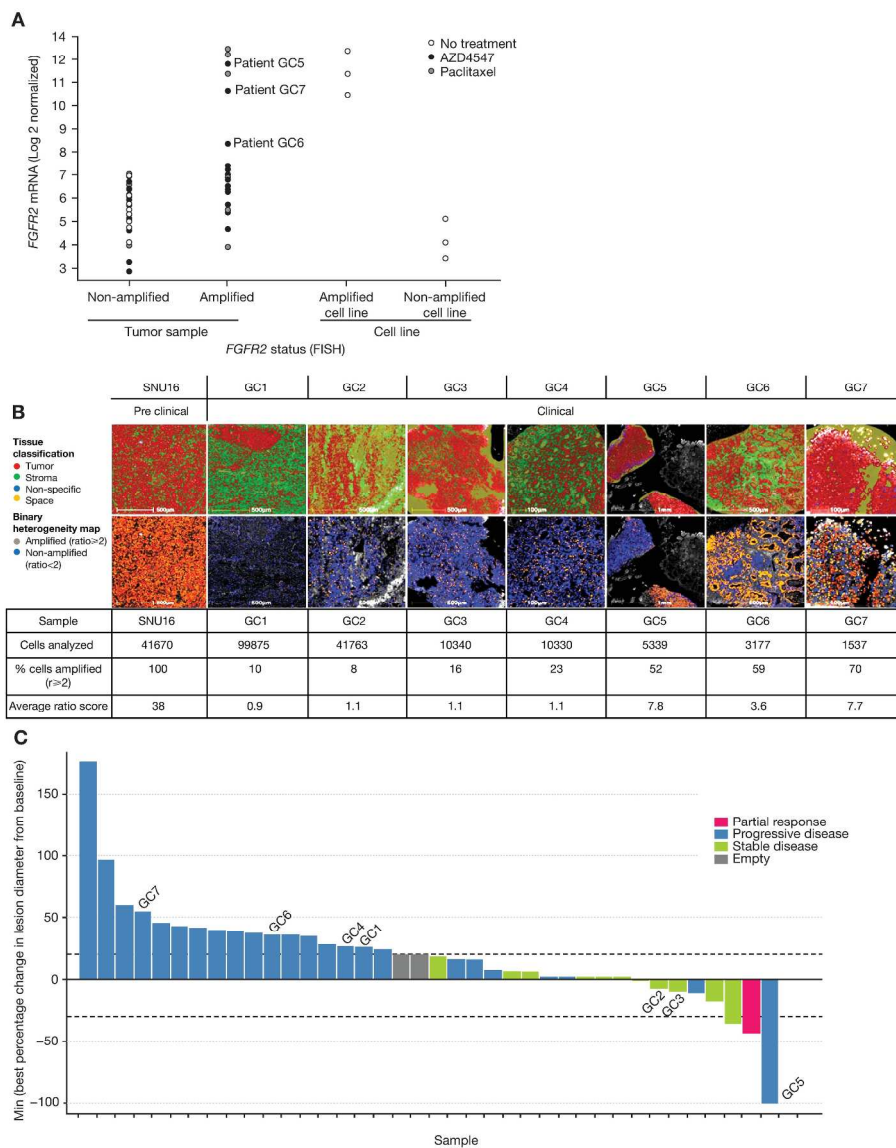 A
14
13
12
11
10
9
8
7
6
5
4
3
FGFR2 mRNA (Log 2 normalized)
Patient GC5
Patient GC7
Patient GC6
No treatment
AZD4547
Paclitaxel
Non-amplified
Amplified
Amplified cell line
Non-amplified cell line
Tumor sample
Cell line
FGFR2 status (FISH)
SNU16 GC1 GC2 GC3 GC4 GC5 GC6 GC7
B
Pre clinical Clinical
Tissue
classification
Tumor
Stroma
Non-specific
Space
Binary
heterogeneity map
Amplified (ratio⩾2)
Non-amplified
(ratio<2)
500µm 500µm 500µm 100µm 1mm 500µm 100µm
Sample SNU16 GC1 GC2 GC3 GC4 GC5 GC6 GC7
Cells analyzed 41670 99875 41763 10340 10330 5339 3177 1537
% cells amplified 100 10 8 16 23 52 59 70
(r⩾2)
Average ratio score 38 0.9 1.1 1.1 1.1 7.8 3.6 7.7
C
Min (best percentage change in lesion diameter from baseline)
150
100
50
0
−50
−100
GC7
GC6
GC4
GC1
GC2
GC3
GC5
Partial response
Progressive disease
Stable disease
Empty
Sample